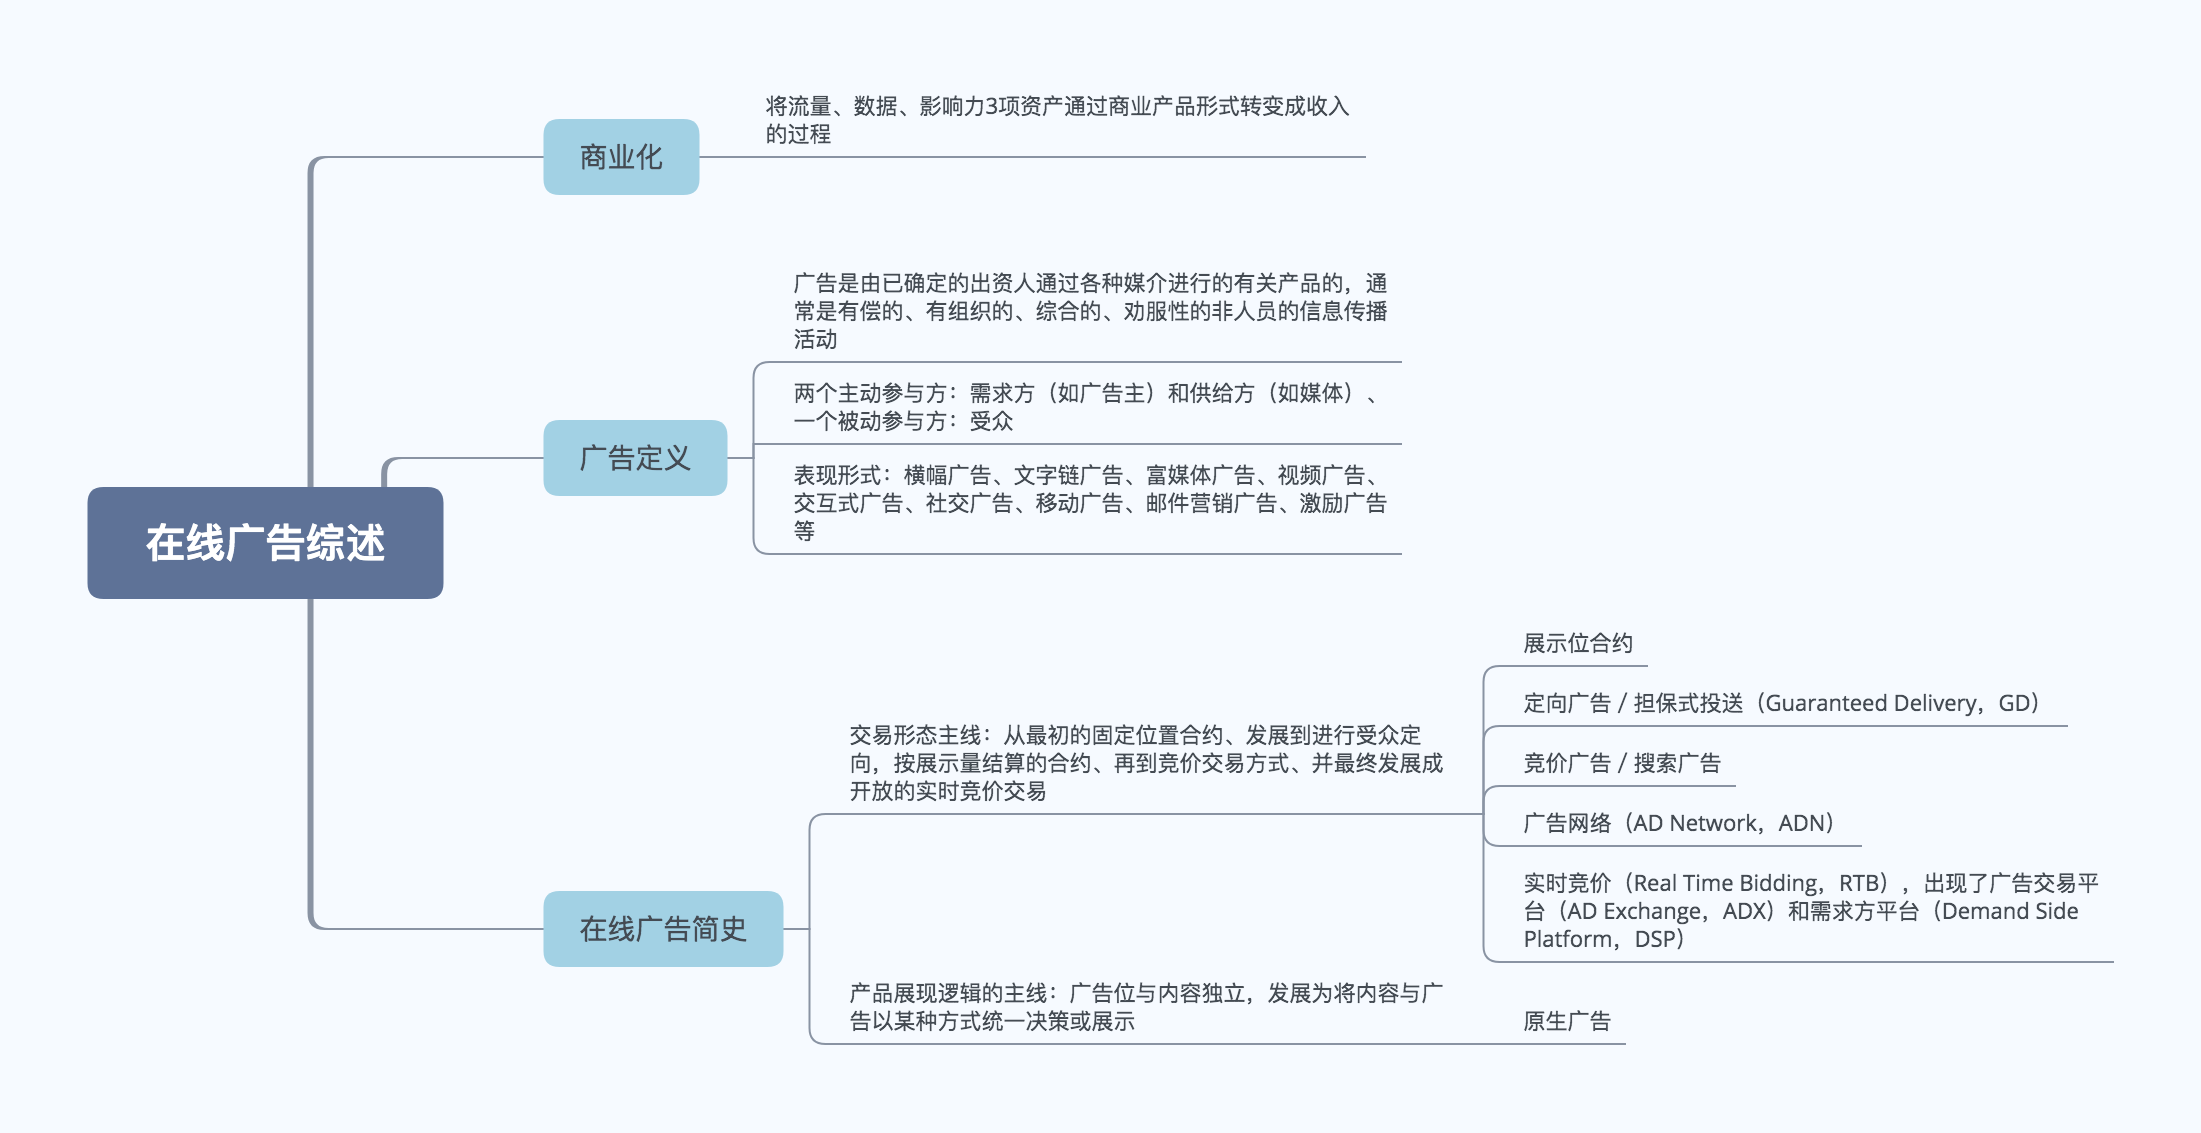 在线广告综述
商业化
将流量、数据、影响力3项资产通过商业产品形式转变成收入
的过程
广告定义
广告是由已确定的出资人通过各种媒介进行的有关产品的，通
常是有偿的、有组织的、综合的、劝服性的非人员的信息传播
活动
两个主动参与方：需求方（如广告主）和供给方（如媒体）、
一个被动参与方：受众
表现形式：横幅广告、文字链广告、富媒体广告、视频广告、
交互式广告、社交广告、移动广告、邮件营销广告、激励广告
等
在线广告简史
交易形态主线：从最初的固定位置合约、发展到进行受众定
向，按展示量结算的合约、再到竞价交易方式、并最终发展成
开放的实时竞价交易
展示位合约
定向广告 / 担保式投送（Guaranteed Delivery，GD）
竞价广告 / 搜索广告
广告网络（AD Network，ADN）
实时竞价（Real Time Bidding，RTB），出现了广告交易平
台（AD Exchange，ADX）和需求方平台（Demand Side
Platform，DSP）
产品展现逻辑的主线：广告位与内容独立，发展为将内容与广
告以某种方式统一决策或展示
原生广告